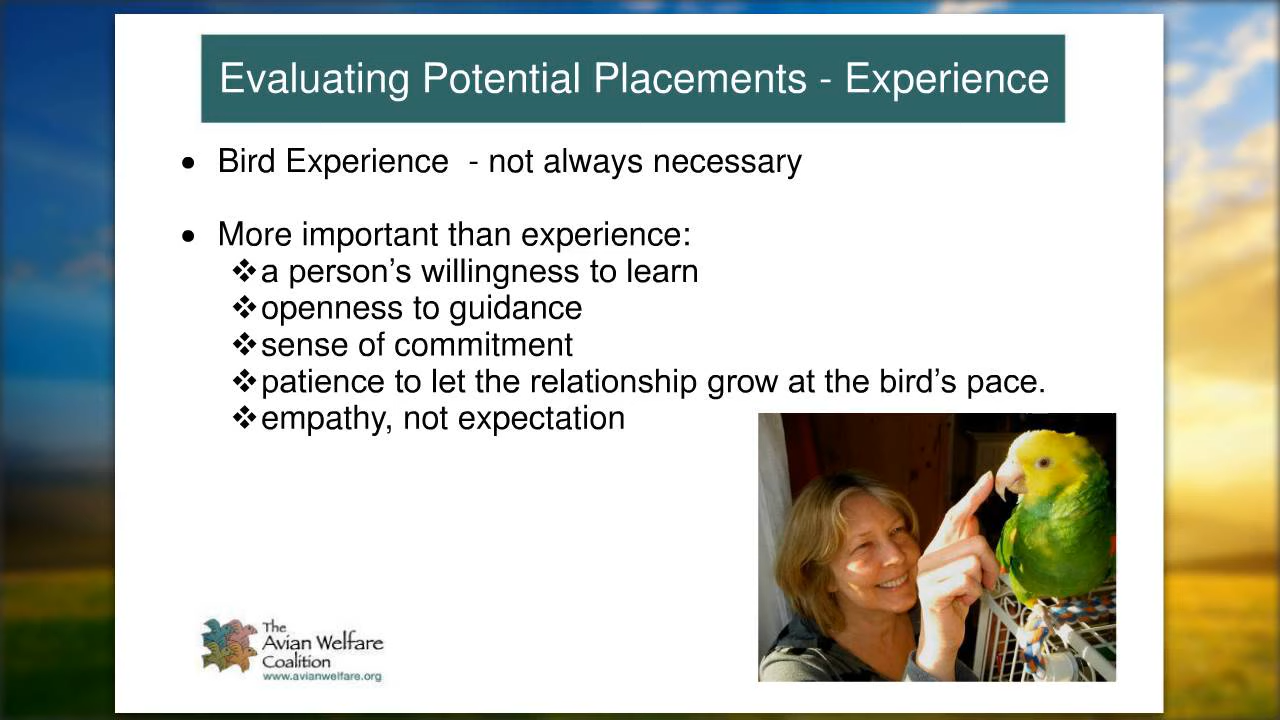 Evaluating Potential Placements - Experience
• Bird Experience  - not always necessary
• More important than experience:
❖a person’s willingness to learn
❖openness to guidance
❖sense of commitment
❖patience to let the relationship grow at the bird’s pace.
❖empathy, not expectation
The
Avian Welfare
Coalition
www.avianwelfare.org